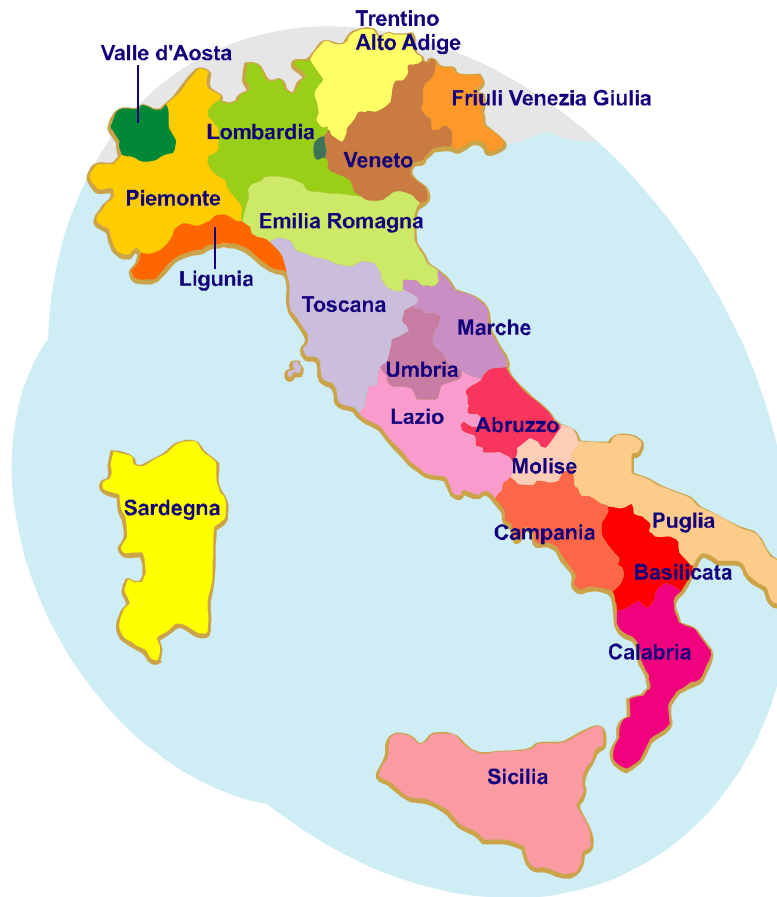 Trentino
Alto Adige
Valle d'Aosta
Friuli Venezia Giulia
Lombardia
Veneto
Piemonte
Emilia Romagna
Ligunia
Toscana
Marche
Umbria
Lazio
Abruzzo
Molise
Sardegna
Puglia
Campania
Basilicata
Calabria
Sicilia